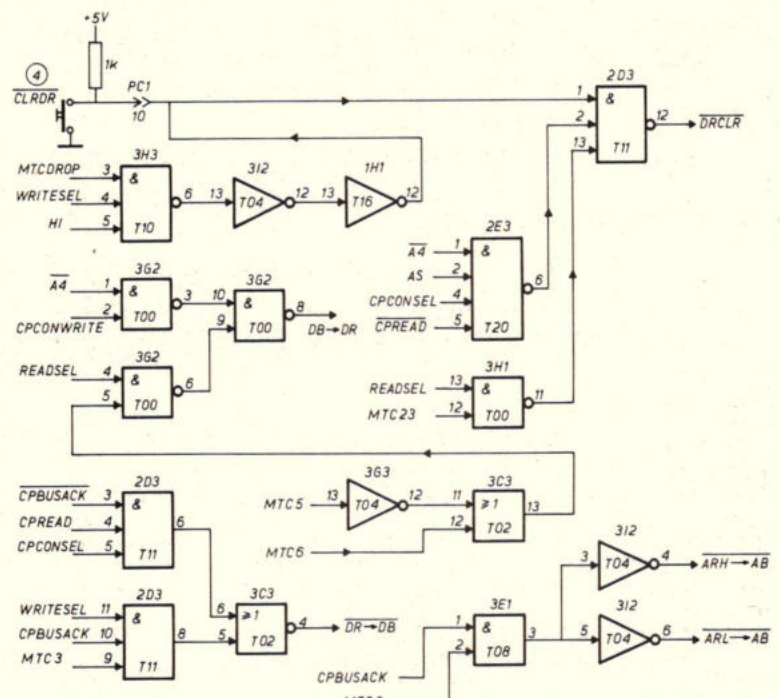 +5V
1k
4
CLRDR
PC1
10
2D3
1
&
2
12
DRCLR
13
T11
3H3
MTCDROP 3
&
WRITESEL 4
6
HI 5
T10
3I2
13
T04
12
1H1
13
T16
12
2E3
A4 1
&
AS 2
6
CPCONSEL 4
CPREAD 5
T20
3G2
A4 1
&
3
CPCONWRITE 2
T00
3G2
10
&
8
9
T00
DB→DR
3G2
READSEL 4
&
6
5
T00
3H1
READSEL 13
&
11
MTC23 12
T00
2D3
CPBUSACK 3
&
6
CPREAD 4
CPCONSEL 5
T11
3G3
MTC5
13
T04
12
3C3
11
≥1
13
MTC6
12
T02
2D3
WRITESEL 11
&
CPBUSACK 10
8
MTC3 9
T11
3C3
6
≥1
4
5
T02
DR→DB
3E1
1
&
3
2
T08
CPBUSACK
3I2
3
T04
4
ARH→AB
3I2
5
T04
6
ARL→AB